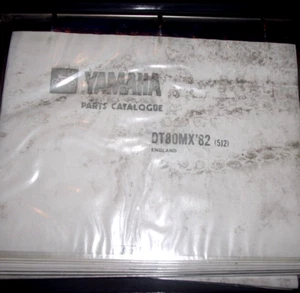 YAMAHA
PARTS CATALOGUE
DT80MX'82 (5J2)
ENGLAND